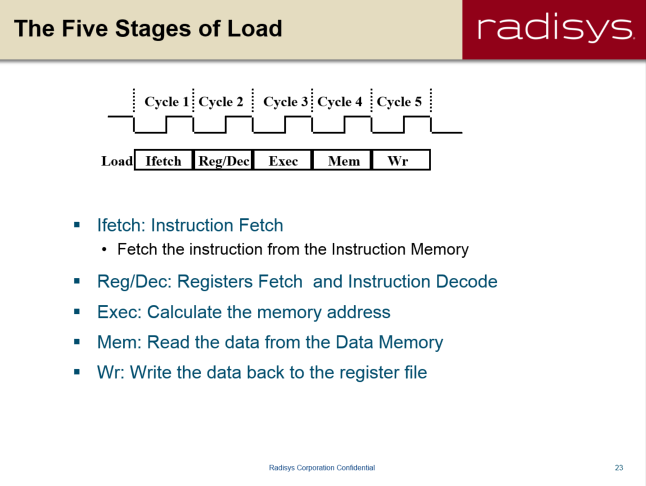 The Five Stages of Load
radisys.
Cycle 1 Cycle 2 Cycle 3 Cycle 4 Cycle 5
Load Ifetch Reg/Dec Exec Mem Wr
▪ Ifetch: Instruction Fetch
• Fetch the instruction from the Instruction Memory
▪ Reg/Dec: Registers Fetch and Instruction Decode
▪ Exec: Calculate the memory address
▪ Mem: Read the data from the Data Memory
▪ Wr: Write the data back to the register file
Radisys Corporation Confidential
23